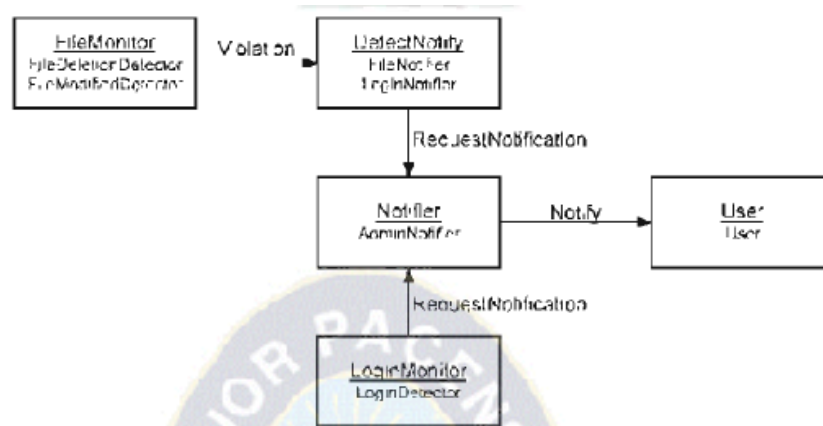 FileMonitor
FileDeletionDetector
FileModifiedDetector
Violation
DetectNotify
FileNotifier
LoginNotifier
RequestNotification
Notifier
AdminNotifier
Notify
User
User
RequestNotification
LoginMonitor
LoginDetector